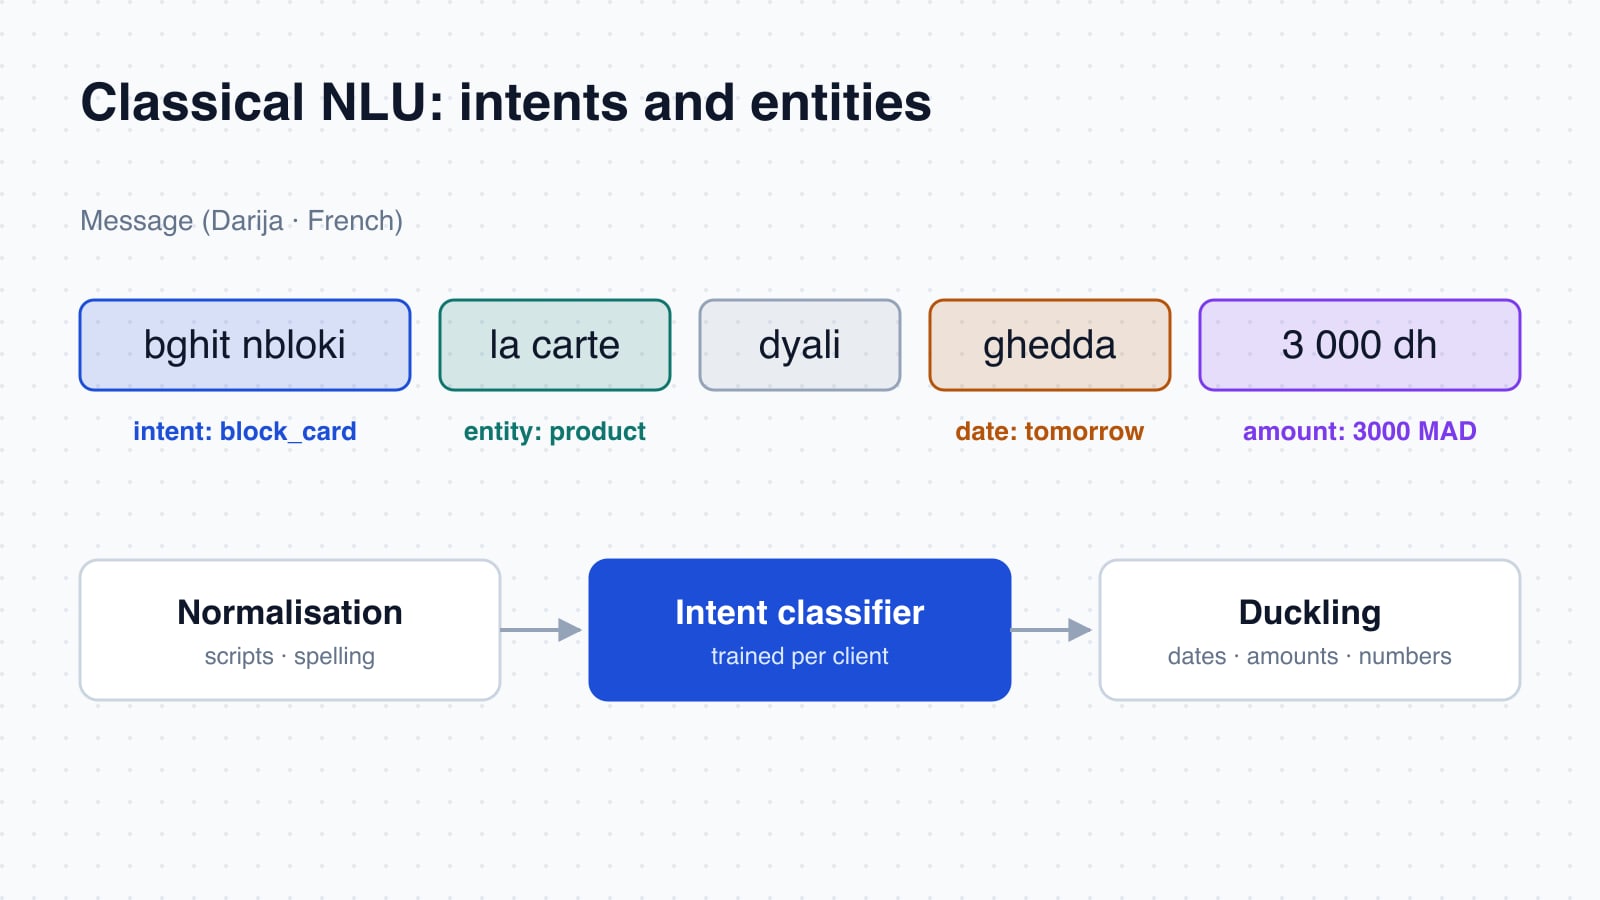 Classical NLU: intents and entities
Message (Darija · French)
bghit nbloki la carte dyali ghedda 3 000 dh
intent: block_card entity: product date: tomorrow amount: 3000 MAD
Normalisation Intent classifier Duckling
scripts · spelling trained per client dates · amounts · numbers